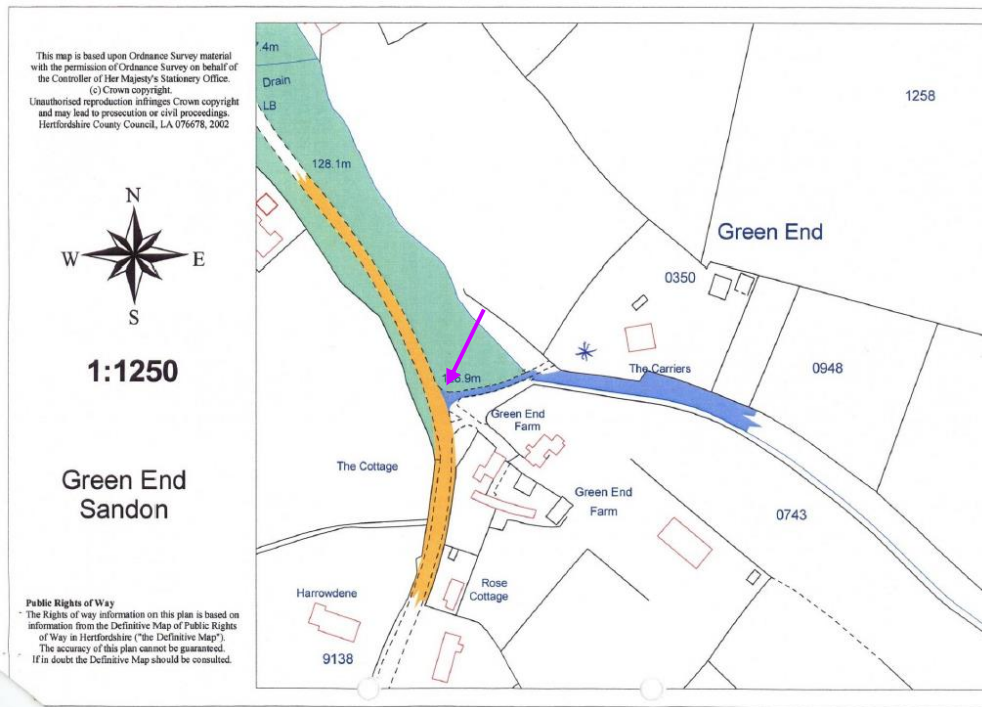 This map is based upon Ordnance Survey material
with the permission of Ordnance Survey on behalf of
the Controller of Her Majesty's Stationery Office.
(c) Crown copyright.
Unauthorised reproduction infringes Crown copyright
and may lead to prosecution or civil proceedings.
Hertfordshire County Council, LA 076678, 2002
N
W E
S
1:1250
Green End
Sandon
Public Rights of Way
The Rights of way information on this plan is based on
information from the Definitive Map of Public Rights
of Way in Hertfordshire ("the Definitive Map").
The accuracy of this plan cannot be guaranteed.
If in doubt the Definitive Map should be consulted.
.4m
Drain
LB
128.1m
1258
Green End
0350
The Carriers
0948
.9m
Green End
Farm
The Cottage
Green End
Farm
0743
Rose
Cottage
Harrowdene
9138